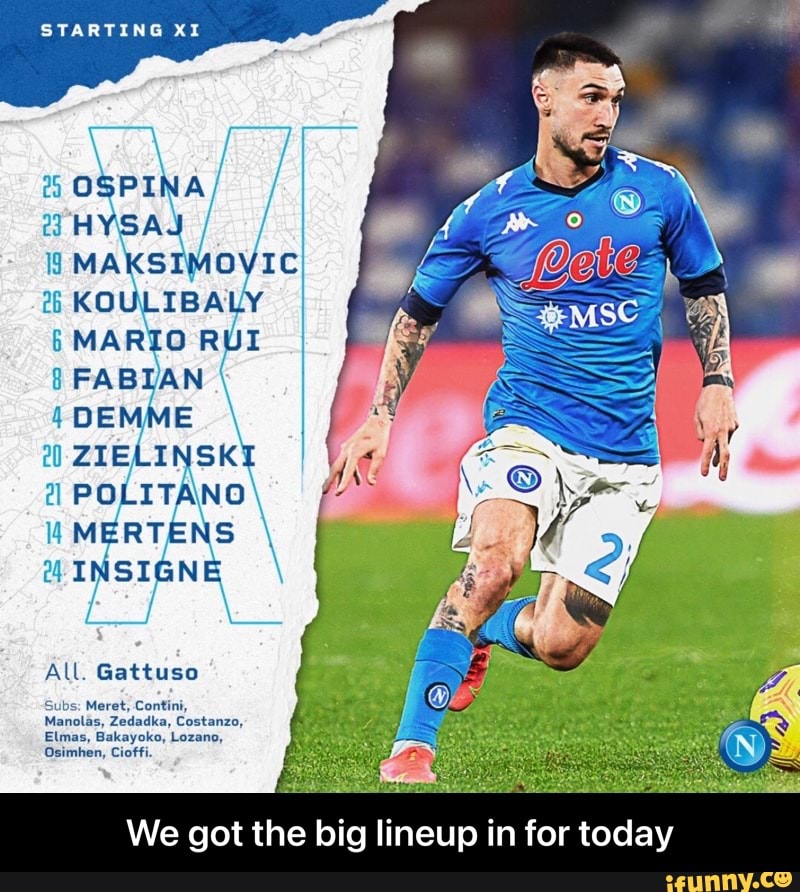 STARTING XI
XI
25 OSPINA
23 HYSAJ
19 MAKSIMOVIC
26 KOULIBALY
6 MARIO RUI
8 FABIAN
4 DEMME
20 ZIELINSKI
21 POLITANO
14 MERTENS
24 INSIGNE
All. Gattuso
Subs: Meret, Contini,
Manolas, Zedadka, Costanzo,
Elmas, Bakayoko, Lozano,
Osimhen, Cioffi.
N
Lete
MSC
N
2
N
N
We got the big lineup in for today
ifunny.co